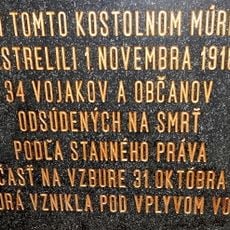 TOMTO KOSTOLNOM MÚR
STRELILI 1 NOVEMBRA 1918
34 VOJAKOV A OBČANOV
ODSÚDENÝCH NA SMRŤ
PODĽA STANNÉHO PRÁVA
ČASŤ NA VZBURE 31. OKTÓBRA
ORÁ VZNIKLA POD VPLYVOM VO